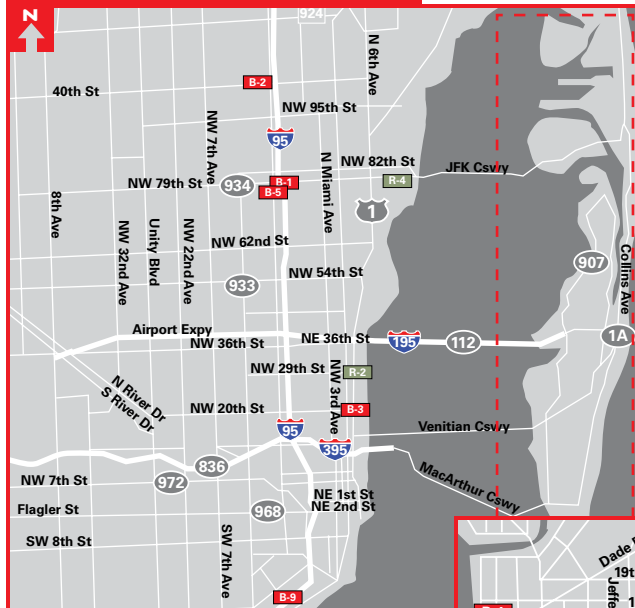 N
924
N 6th Ave
B-2
40th St
NW 95th St
NW 7th Ave
95
N Miami Ave
NW 82th St
JFK Cswy
NW 79th St
934
B-1
B-5
R-4
8th Ave
1
NW 32nd Ave
Unity Blvd
NW 22nd Ave
NW 62nd St
907
Collins Ave
933
NW 54th St
Airport Expy
NW 36th St
NE 36th St
195
112
1A
NW 29th St
NW 3rd Ave
R-2
N River Dr
S River Dr
NW 20th St
B-3
95
Venitian Cswy
395
836
MacArthur Cswy
NW 7th St
972
NE 1st St
NE 2nd St
Flagler St
968
SW 8th St
SW 7th Ave
Dade
19t
Jeffe
B-9